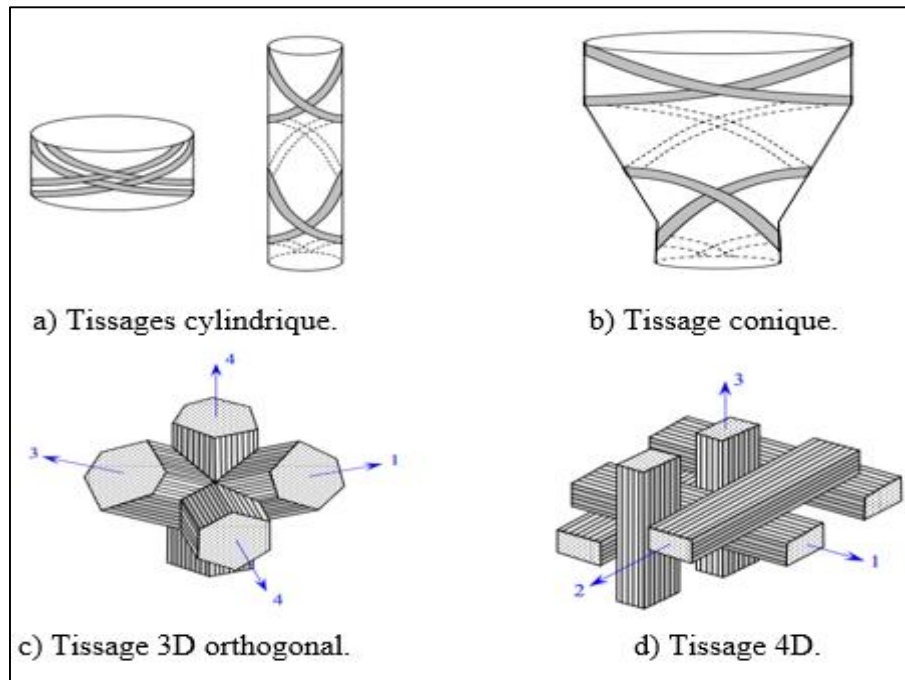 a) Tissages cylindrique.
b) Tissage conique.
4
3
1
4
3
1
2
c) Tissage 3D orthogonal.
d) Tissage 4D.